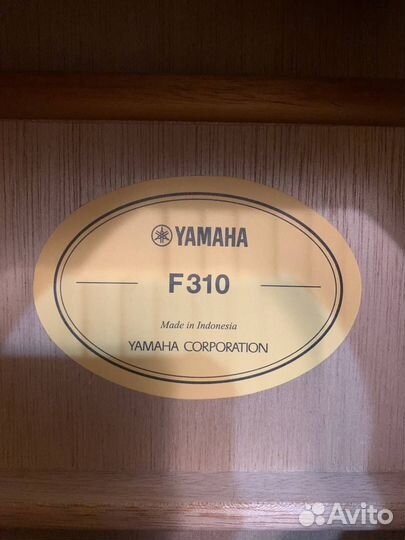 YAMAHA
F310
Made in Indonesia
YAMAHA CORPORATION
Avito